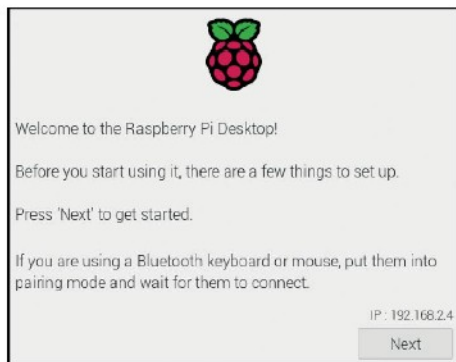 Welcome to the Raspberry Pi Desktop!
Before you start using it, there are a few things to set up.
Press 'Next' to get started.
If you are using a Bluetooth keyboard or mouse, put them into
pairing mode and wait for them to connect.
IP : 192.168.2.4
Next